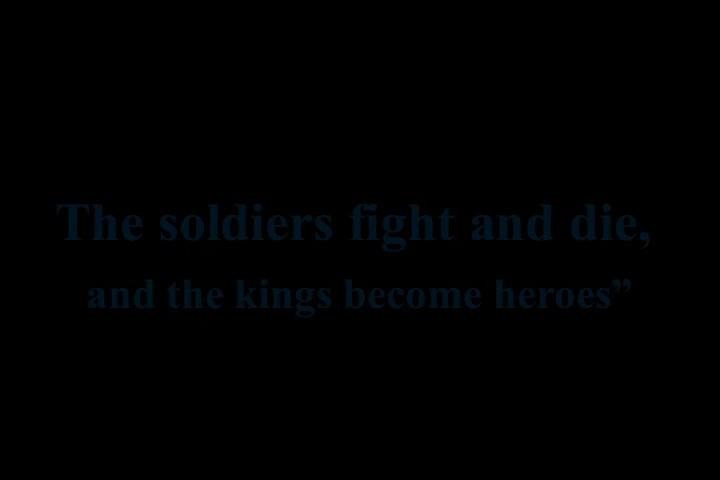 The soldiers fight and die,
and the kings become heroes”